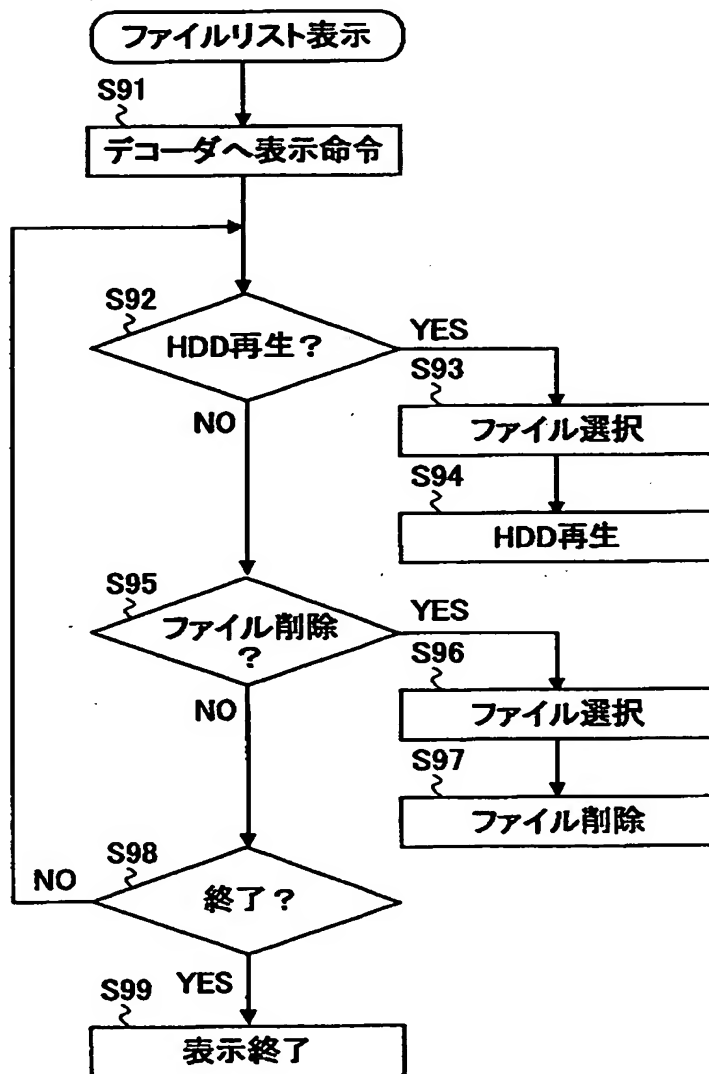 ファイルリスト表示
S91
デコーダへ表示命令
S92
HDD再生?
YES
S93
ファイル選択
NO
S94
HDD再生
S95
ファイル削除
?
YES
S96
ファイル選択
NO
S97
ファイル削除
S98
NO
終了?
YES
S99
表示終了